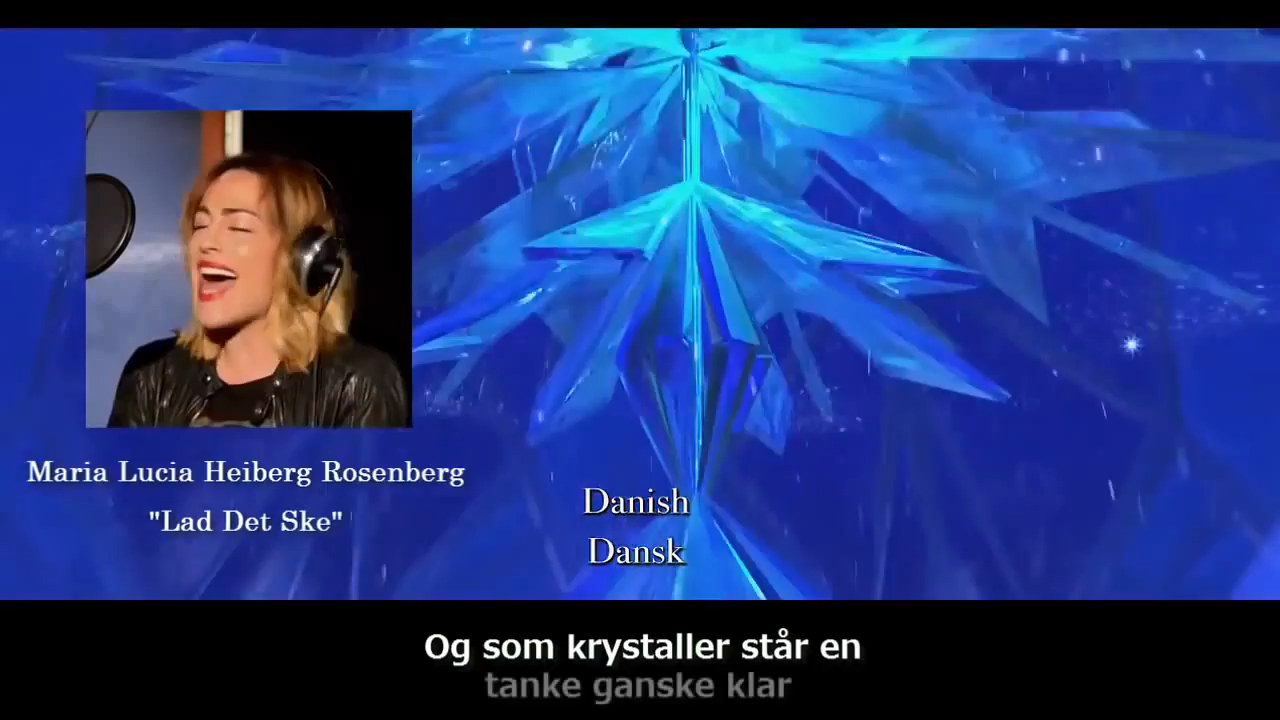 Maria Lucia Heiberg Rosenberg
"Lad Det Ske"
Danish
Dansk
Og som krystaller står en
tanke ganske klar